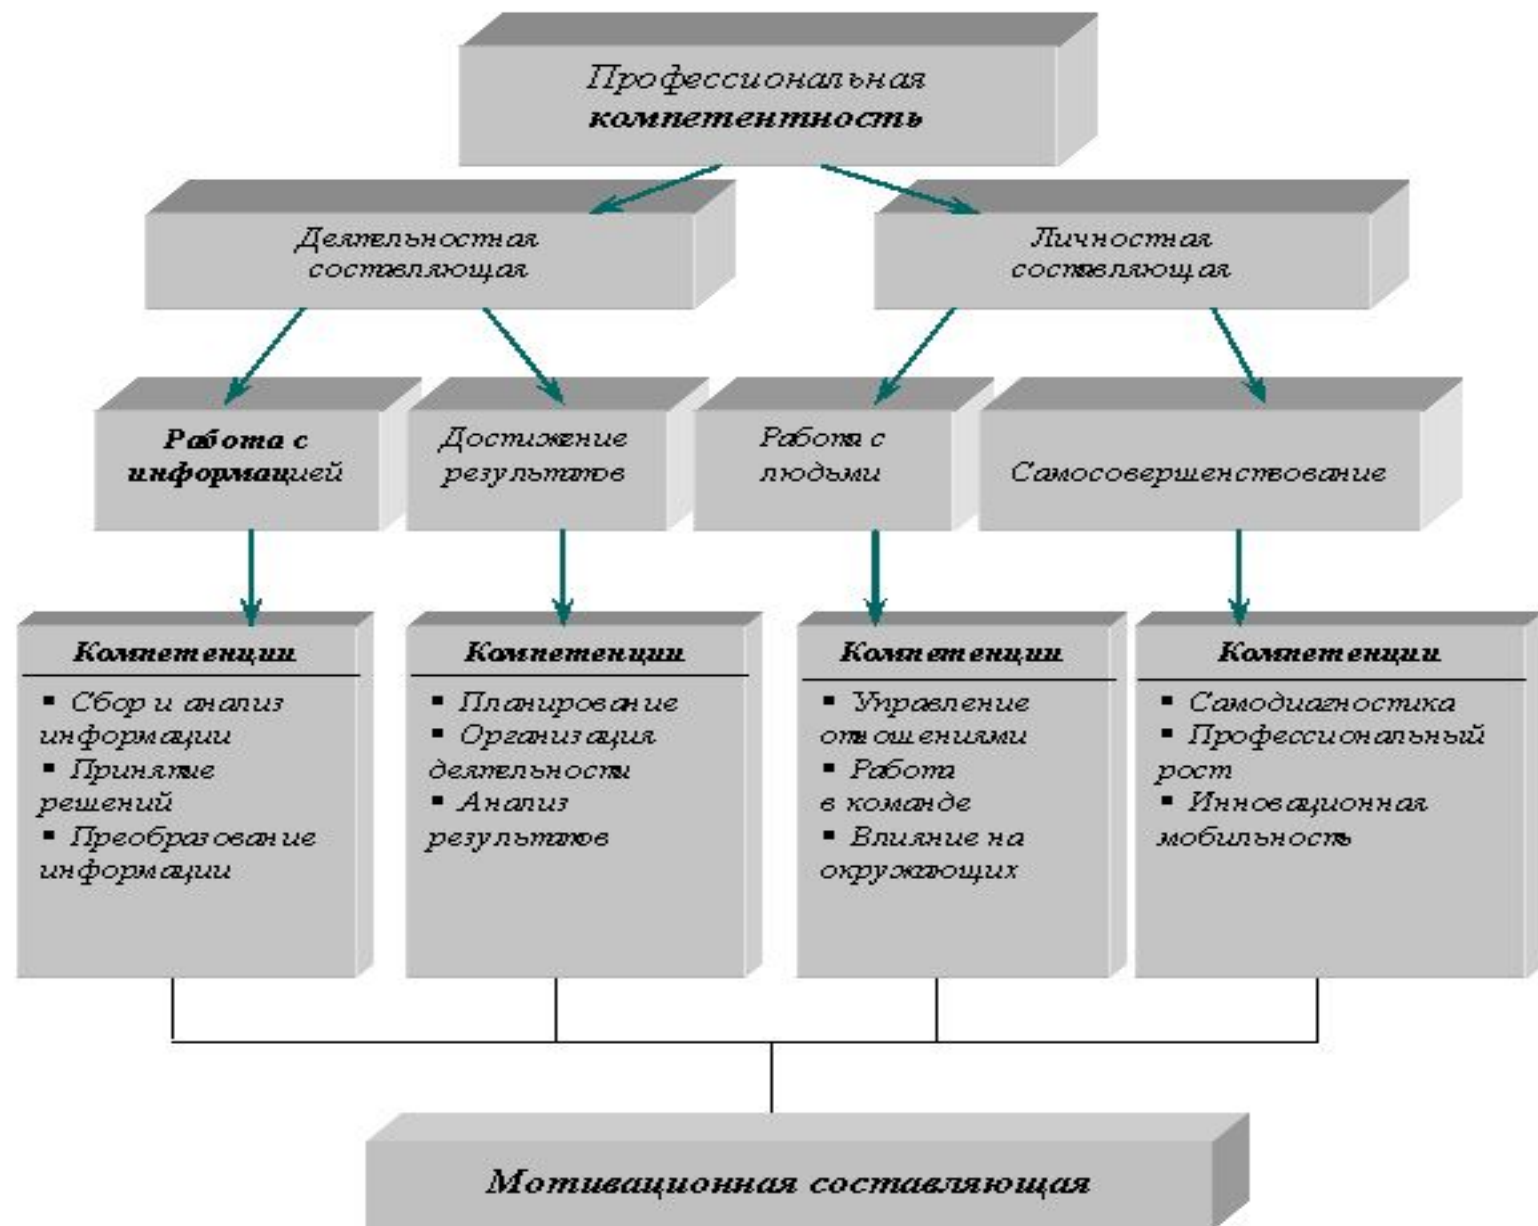 Профессиональная
компетентность
Деятельностная
составляющая
Личностная
составляющая
Работа с
информацией
Достижение
результатов
Работа с
людьми
Самосовершенствование
Компетенции
▪ Сбор и анализ
информации
▪ Принятие
решений
▪ Преобразование
информации
Компетенции
▪ Планирование
▪ Организация
деятельности
▪ Анализ
результатов
Компетенции
▪ Управление
отношениями
▪ Работа
в команде
▪ Влияние на
окружающих
Компетенции
▪ Самодиагностика
▪ Профессиональный
рост
▪ Инновационная
мобильность
Мотивационная составляющая